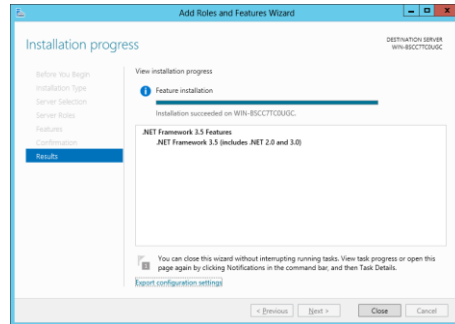 Add Roles and Features Wizard
Installation progress
DESTINATION SERVER
WIN-BSCC7TC0UGC
Before You Begin
Installation Type
Server Selection
Server Roles
Features
Confirmation
Results
View installation progress
Feature installation
Installation succeeded on WIN-BSCC7TC0UGC.
.NET Framework 3.5 Features
.NET Framework 3.5 (includes .NET 2.0 and 3.0)
You can close this wizard without interrupting running tasks. View task progress or open this
page again by clicking Notifications in the command bar, and then Task Details.
Export configuration settings
< Previous
Next >
Close
Cancel